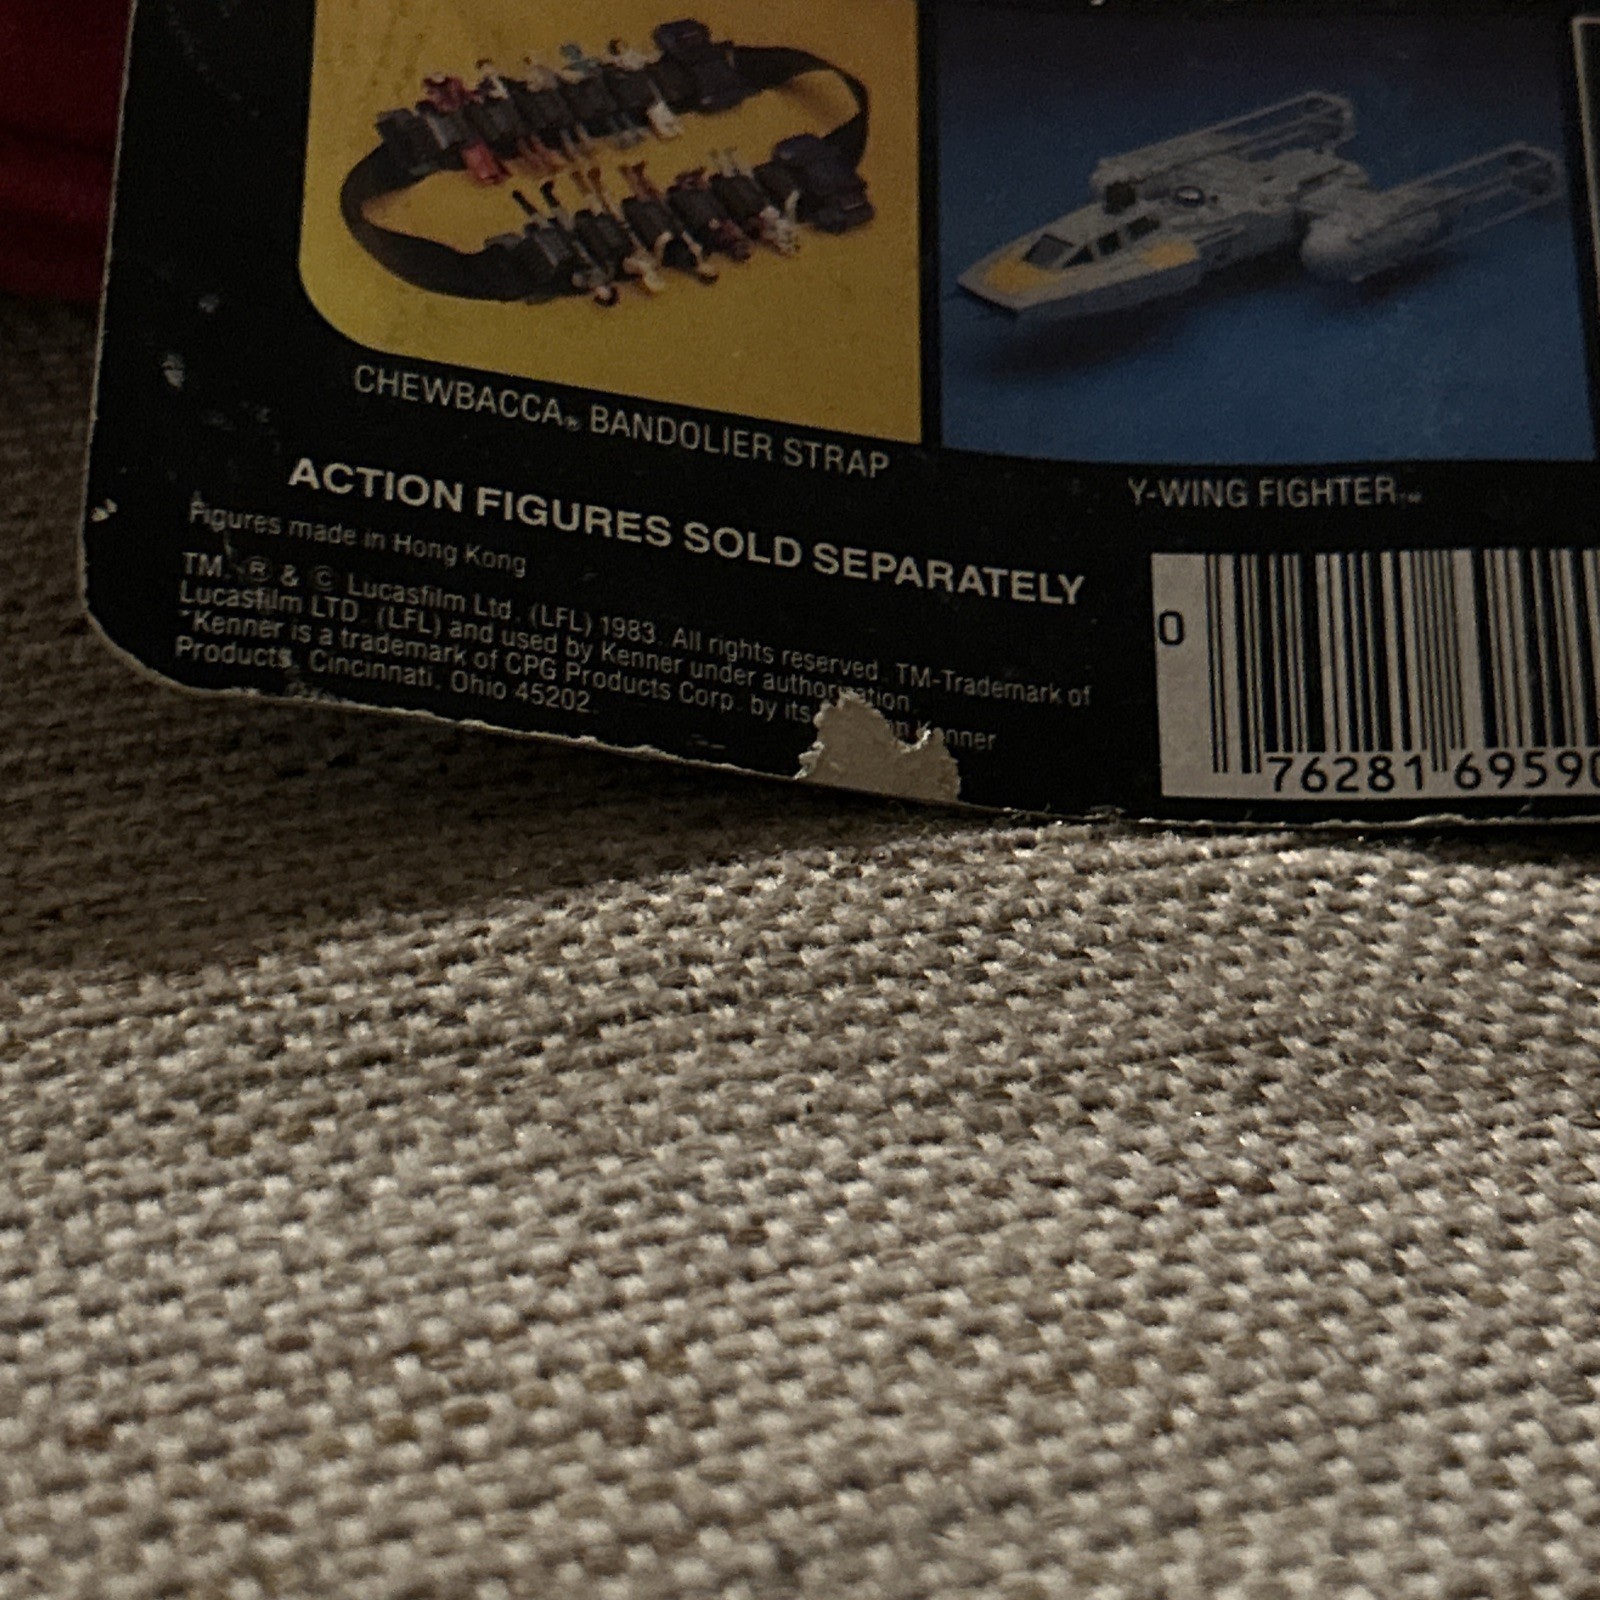 CHEWBACCA® BANDOLIER STRAP
Y-WING FIGHTER™
ACTION FIGURES SOLD SEPARATELY
Figures made in Hong Kong
TM, ® & © Lucasfilm Ltd. (LFL) 1983. All rights reserved. TM-Trademark of
Lucasfilm LTD. (LFL) and used by Kenner under authorization.
*Kenner is a trademark of CPG Products Corp. by its Kenner
Products, Cincinnati, Ohio 45202.
0 76281 69590